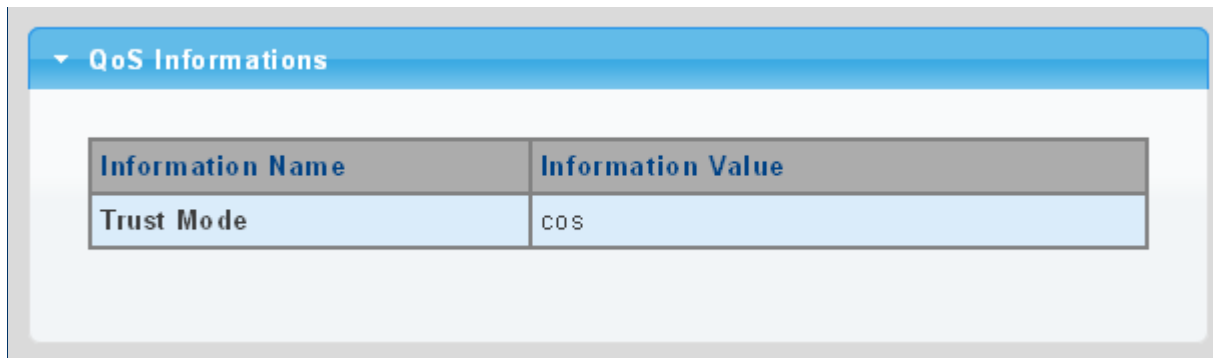 QoS Informations
Information Name Information Value
Trust Mode cos